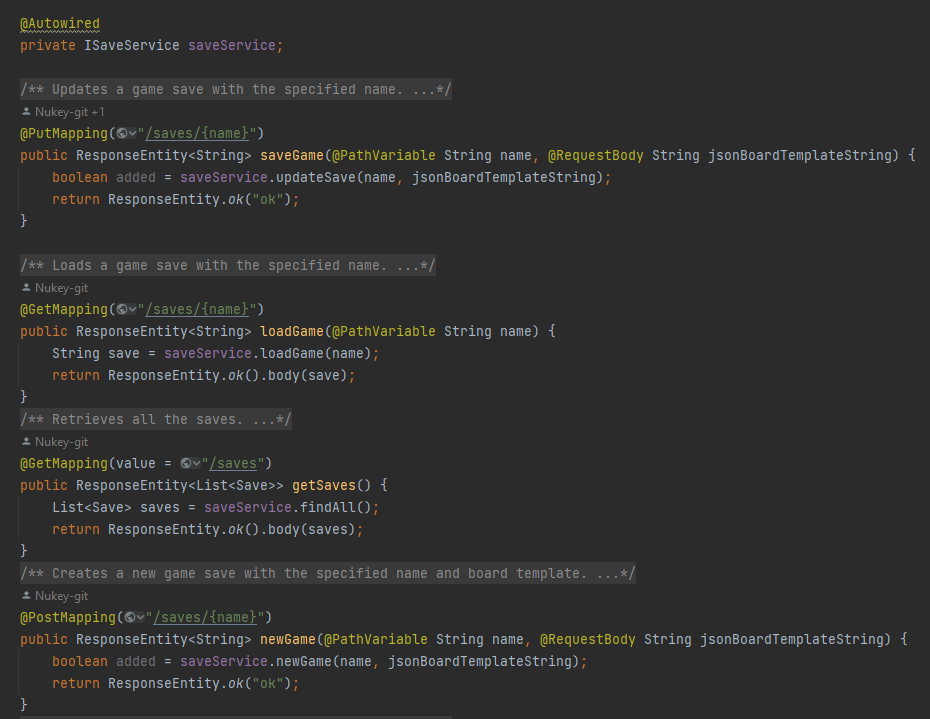 @Autowired
private ISaveService saveService;
/** Updates a game save with the specified name. ...*/
Nukey-git +1
@PutMapping("/saves/{name}")
public ResponseEntity<String> saveGame(@PathVariable String name, @RequestBody String jsonBoardTemplateString) {
    boolean added = saveService.updateSave(name, jsonBoardTemplateString);
    return ResponseEntity.ok("ok");
}
/** Loads a game save with the specified name. ...*/
Nukey-git
@GetMapping("/saves/{name}")
public ResponseEntity<String> loadGame(@PathVariable String name) {
    String save = saveService.loadGame(name);
    return ResponseEntity.ok().body(save);
}
/** Retrieves all the saves. ...*/
Nukey-git
@GetMapping(value = "/saves")
public ResponseEntity<List<Save>> getSaves() {
    List<Save> saves = saveService.findAll();
    return ResponseEntity.ok().body(saves);
}
/** Creates a new game save with the specified name and board template. ...*/
Nukey-git
@PostMapping("/saves/{name}")
public ResponseEntity<String> newGame(@PathVariable String name, @RequestBody String jsonBoardTemplateString) {
    boolean added = saveService.newGame(name, jsonBoardTemplateString);
    return ResponseEntity.ok("ok");
}